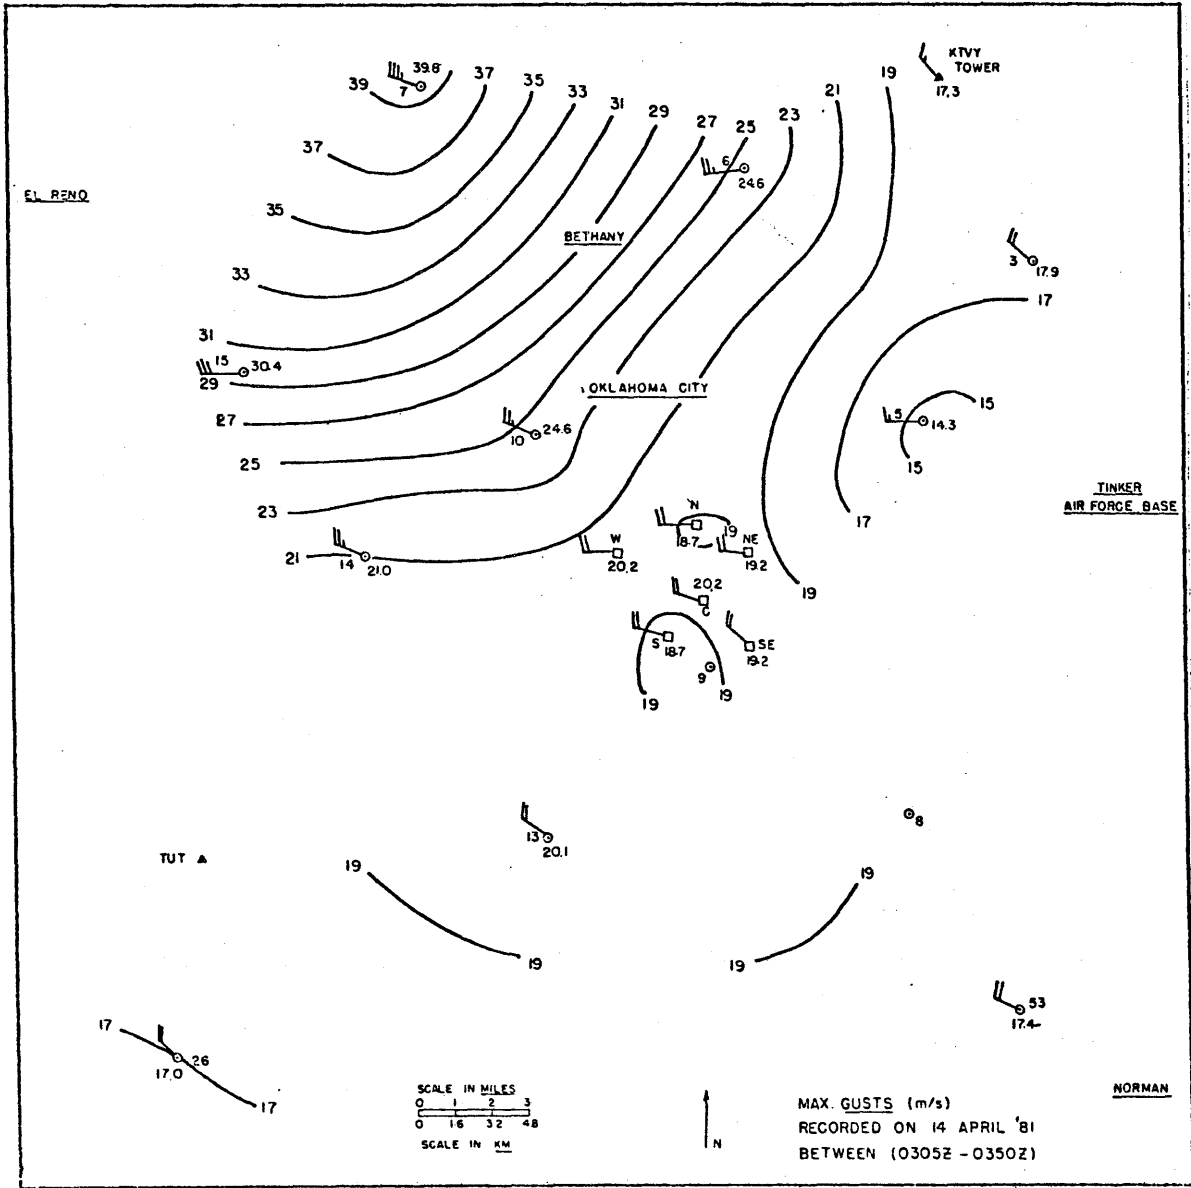 39.8
7
39
37
35
33
31
29
27
25
23
21
19
KTVY
TOWER
17.3
37
6
24.6
EL RENO
35
BETHANY
33
3
17.9
17
31
15
30.4
29
OKLAHOMA CITY
27
5
14.3
15
24.6
10
25
15
23
TINKER
AIR FORCE BASE
17
N
18.7
19
W
20.2
NE
19.2
21
14
21.0
20.2
C
19
S
18.7
SE
19.2
9
19
19
13
20.1
8
TUT
19
19
19
19
53
17.4
17
26
17.0
17
SCALE IN MILES
0 1 2 3
0 1.6 3.2 4.8
SCALE IN KM
N
NORMAN
MAX. GUSTS (m/s)
RECORDED ON 14 APRIL '81
BETWEEN (0305Z - 0350Z)